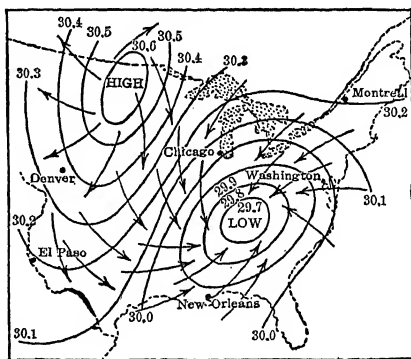 30.4
30.5
30.6
30.5
30.4
30.3
30.3
HIGH
Montreal
30.2
Chicago
Washington
Denver
29.9
29.8
29.7
LOW
30.1
30.2
El Paso
New Orleans
30.1
30.0
30.0